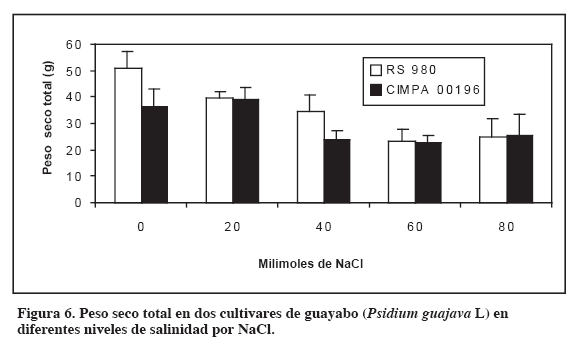 60
50
40
30
20
10
0
Peso seco total (g)
RS 980
CIMPA 00196
0 20 40 60 80
Milimoles de NaCl
Figura 6. Peso seco total en dos cultivares de guayabo (Psidium guajava L) en
diferentes niveles de salinidad por NaCl.